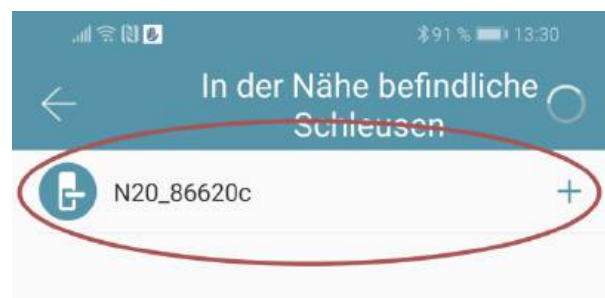 91 % 13:30
In der Nähe befindliche
Schleusen
N20_86620c